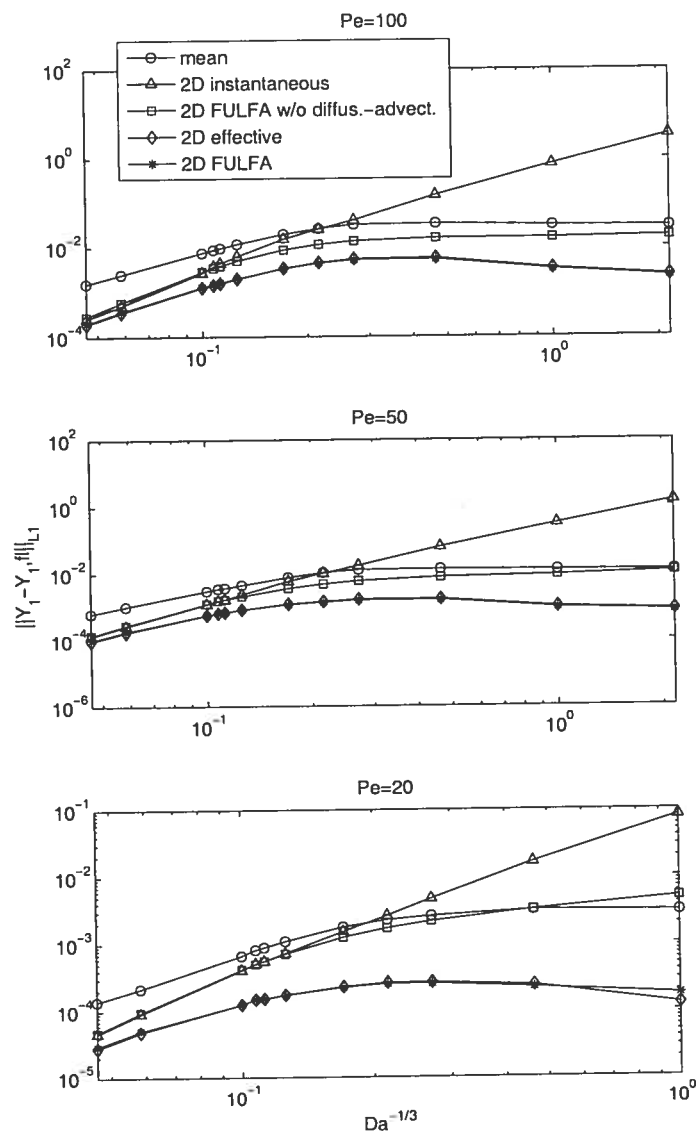 Pe=100
mean
2D instantaneous
2D FULFA w/o diffus.-advect.
2D effective
2D FULFA
10^2
10^0
10^-2
10^-4
10^-1
10^0
Pe=50
10^2
10^0
10^-2
10^-4
10^-6
10^-1
10^0
||Y_1-Y_1,fl||_L1
Pe=20
10^-1
10^-2
10^-3
10^-4
10^-5
10^-1
10^0
Da^-1/3